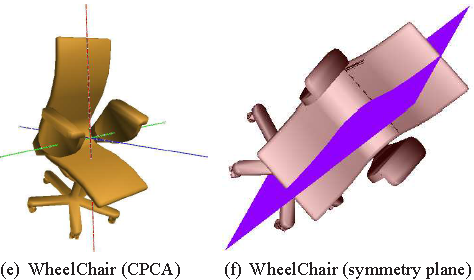 (e) WheelChair (CPCA)
(f) WheelChair (symmetry plane)